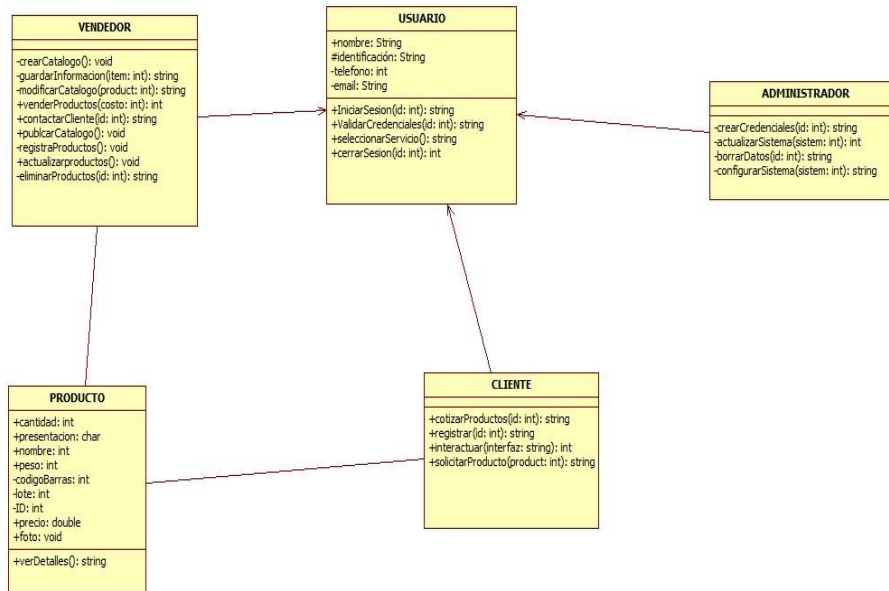 VENDEDOR
-crearCatalogo(): void
-guardarInformacion(item: int): string
-modificarCatalogo(product: int): string
+venderProductos(costo: int): int
+contactarCliente(id: int): string
+publcarCatalogo(): void
-registraProductos(): void
+actualizarproductos(): void
-eliminarProductos(id: int): string
USUARIO
+nombre: String
#identificación: String
-telefono: int
-email: String
+IniciarSesion(id: int): string
+ValidarCredenciales(id: int): string
+seleccionarServicio(): string
+cerrarSesion(id: int): int
ADMINISTRADOR
-crearCredenciales(id: int): string
-actualizarSistema(sistem: int): int
-borrarDatos(id: int): string
-configurarSistema(sistem: int): string
PRODUCTO
+cantidad: int
+presentacion: char
+nombre: int
+peso: int
-codigoBarras: int
-lote: int
-ID: int
+precio: double
+foto: void
+verDetalles(): string
CLIENTE
+cotizarProductos(id: int): string
+registrar(id: int): string
+interactuar(interfaz: string): int
+solicitarProducto(product: int): string